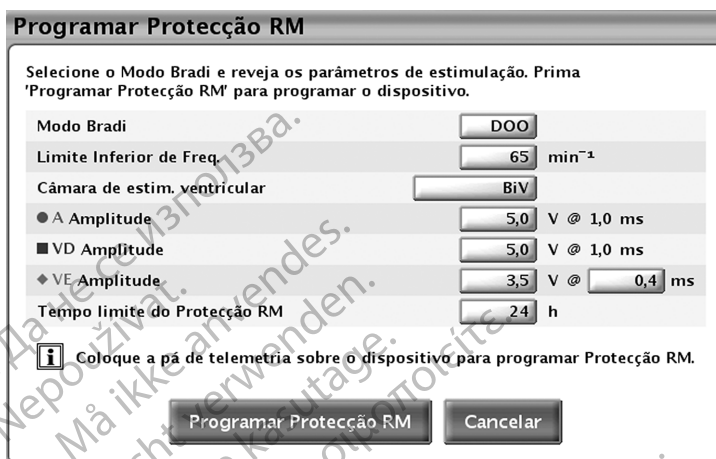 Programar Protecção RM
Selecione o Modo Bradi e reveja os parâmetros de estimulação. Prima
'Programar Protecção RM' para programar o dispositivo.
Modo Bradi DOO
Limite Inferior de Freq. 65 min⁻¹
Câmara de estim. ventricular BiV
● A Amplitude 5,0 V @ 1,0 ms
■ VD Amplitude 5,0 V @ 1,0 ms
◆ VE Amplitude 3,5 V @ 0,4 ms
Tempo limite do Protecção RM 24 h
i Coloque a pá de telemetria sobre o dispositivo para programar Protecção RM.
Programar Protecção RM Cancelar
Да не се използва.
Nepoužívat.
Må ikke anvendes.
verwenden.
kasutage.